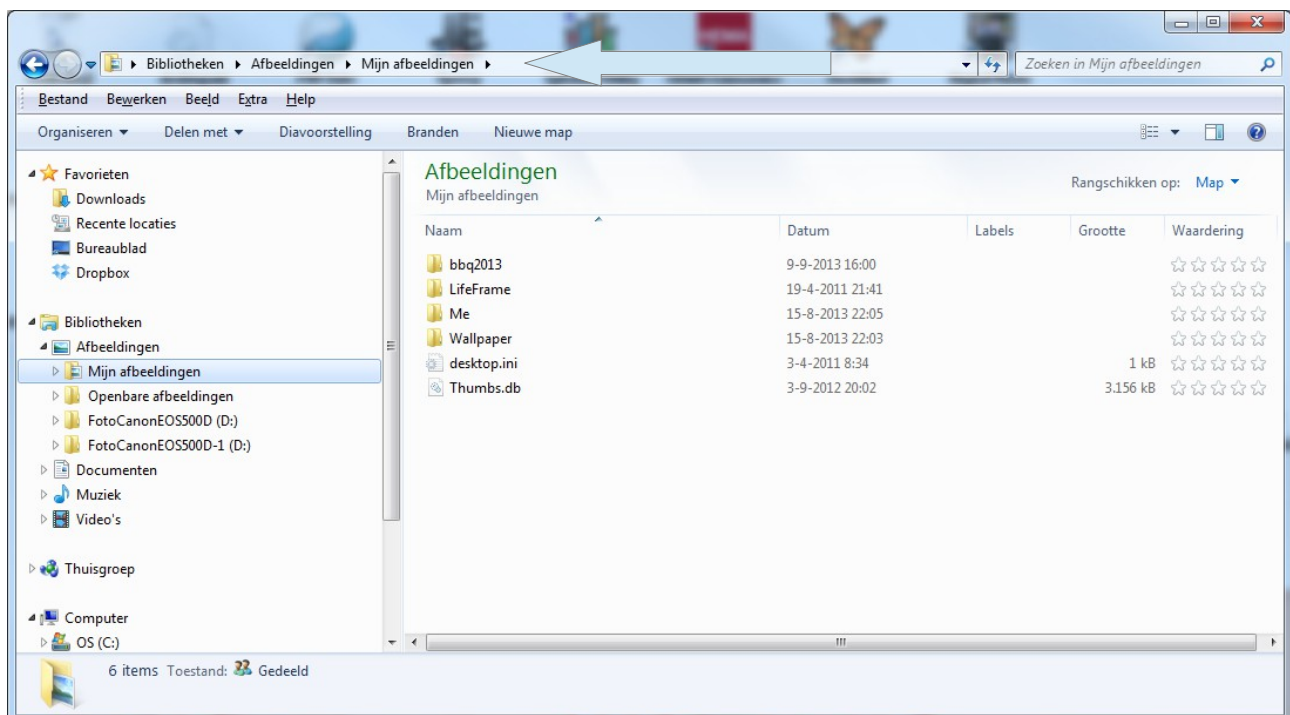 Bibliotheken Afbeeldingen Mijn afbeeldingen
Zoeken in Mijn afbeeldingen
Bestand Bewerken Beeld Extra Help
Organiseren Delen met Diavoorstelling Branden Nieuwe map
Favorieten
Downloads
Recente locaties
Bureaublad
Dropbox
Bibliotheken
Afbeeldingen
Mijn afbeeldingen
Openbare afbeeldingen
FotoCanonEOS500D (D:)
FotoCanonEOS500D-1 (D:)
Documenten
Muziek
Video's
Thuisgroep
Computer
OS (C:)
Afbeeldingen
Mijn afbeeldingen
Rangschikken op: Map
Naam Datum Labels Grootte Waardering
bbq2013 9-9-2013 16:00
LifeFrame 19-4-2011 21:41
Me 15-8-2013 22:05
Wallpaper 15-8-2013 22:03
desktop.ini 3-4-2011 8:34 1 kB
Thumbs.db 3-9-2012 20:02 3.156 kB
6 items Toestand: Gedeeld